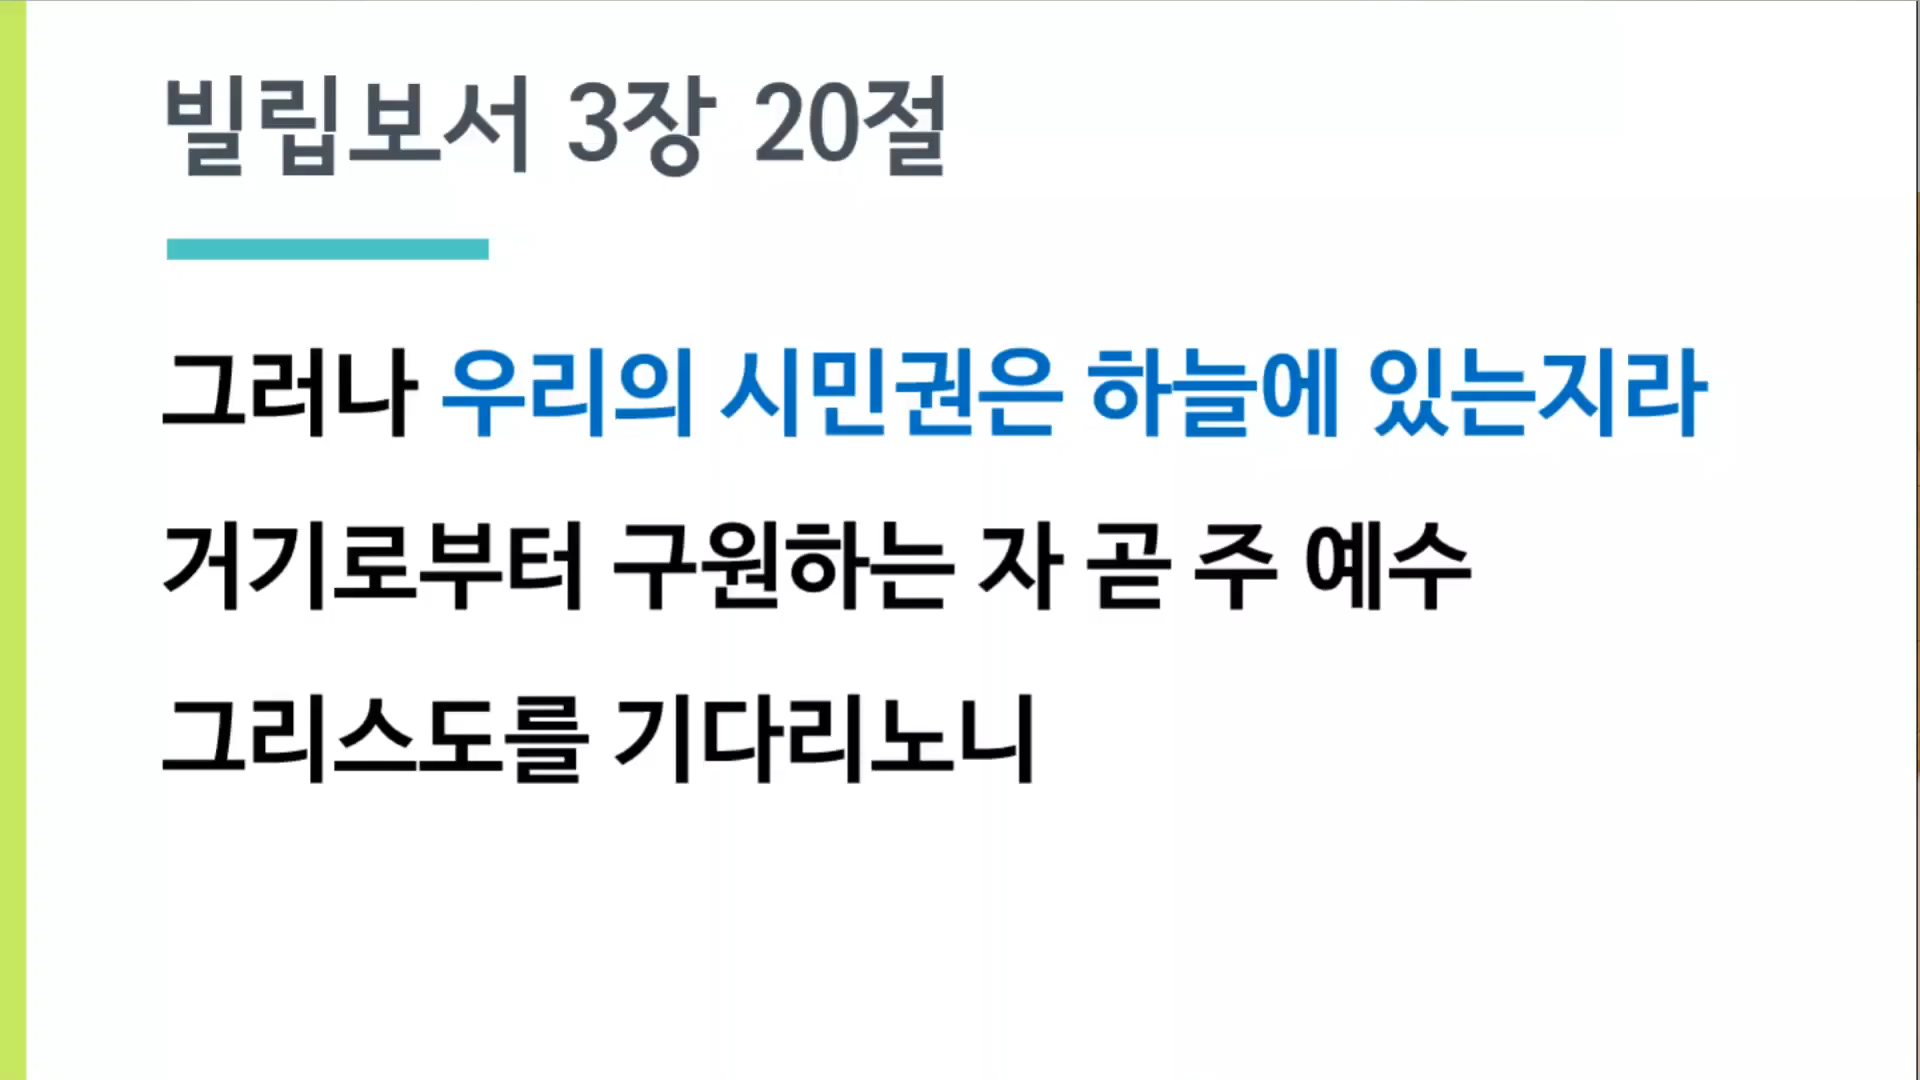 빌립보서 3장 20절
그러나 우리의 시민권은 하늘에 있는지라
거기로부터 구원하는 자 곧 주 예수
그리스도를 기다리노니